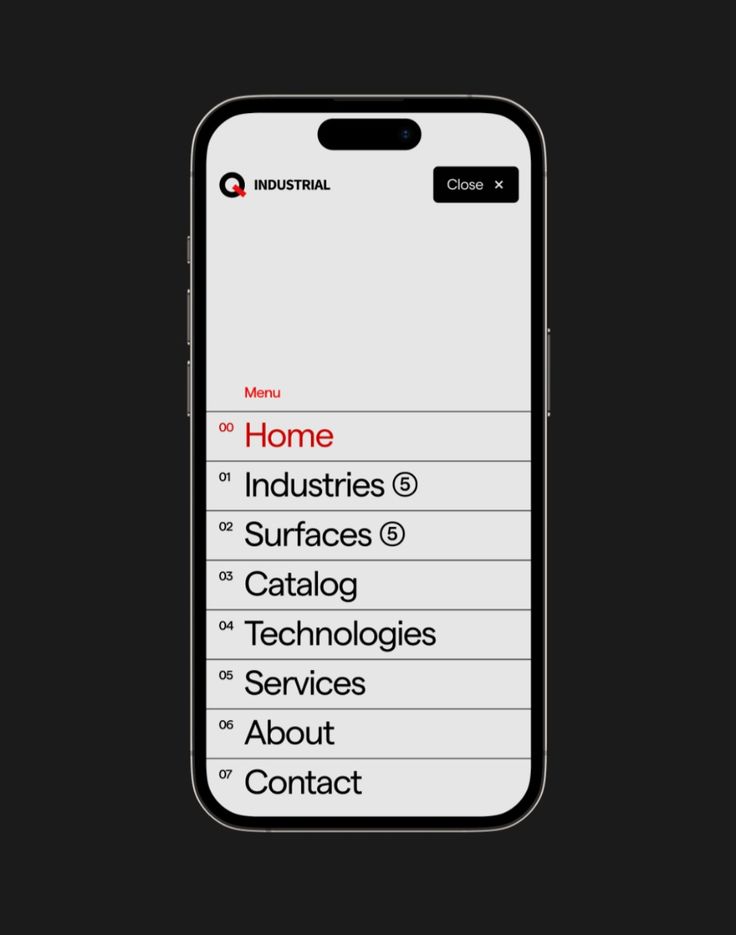 Q INDUSTRIAL
Close ×
Menu
00 Home
01 Industries ⑤
02 Surfaces ⑤
03 Catalog
04 Technologies
05 Services
06 About
07 Contact